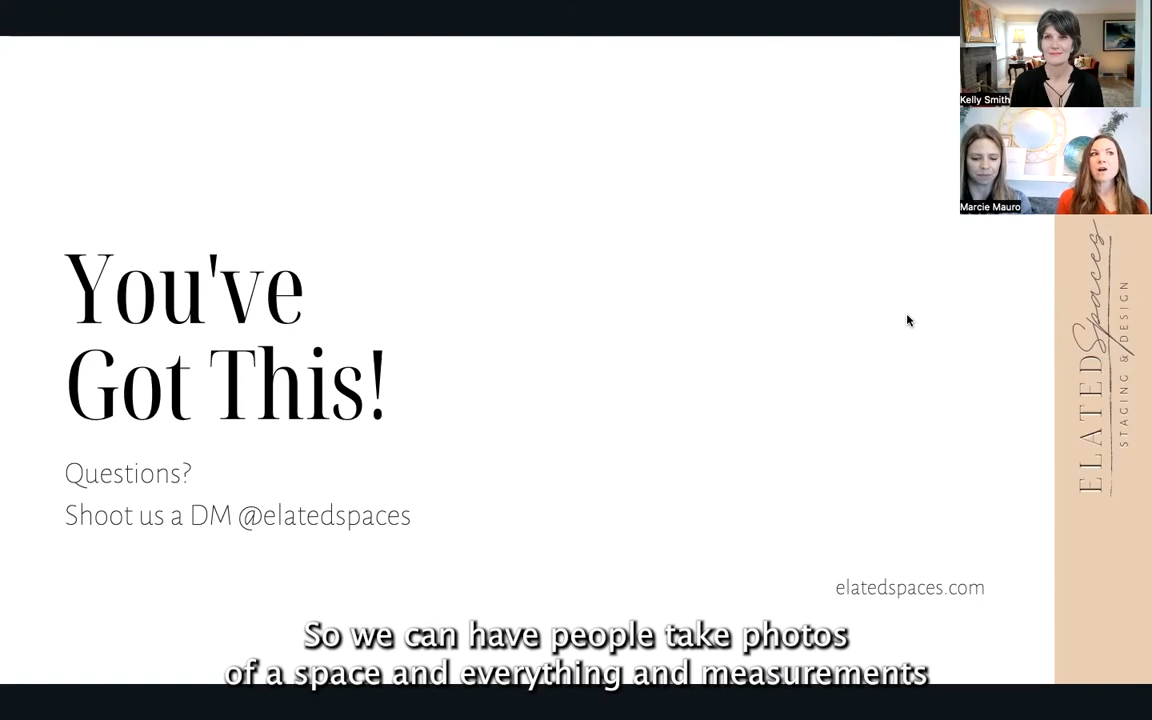 Kelly Smith
Marcie Mauro
You've
Got This!
Questions?
Shoot us a DM @elatedspaces
elatedspaces.com
ELATED Spaces
STAGING & DESIGN
So we can have people take photos
of a space and everything and measurements